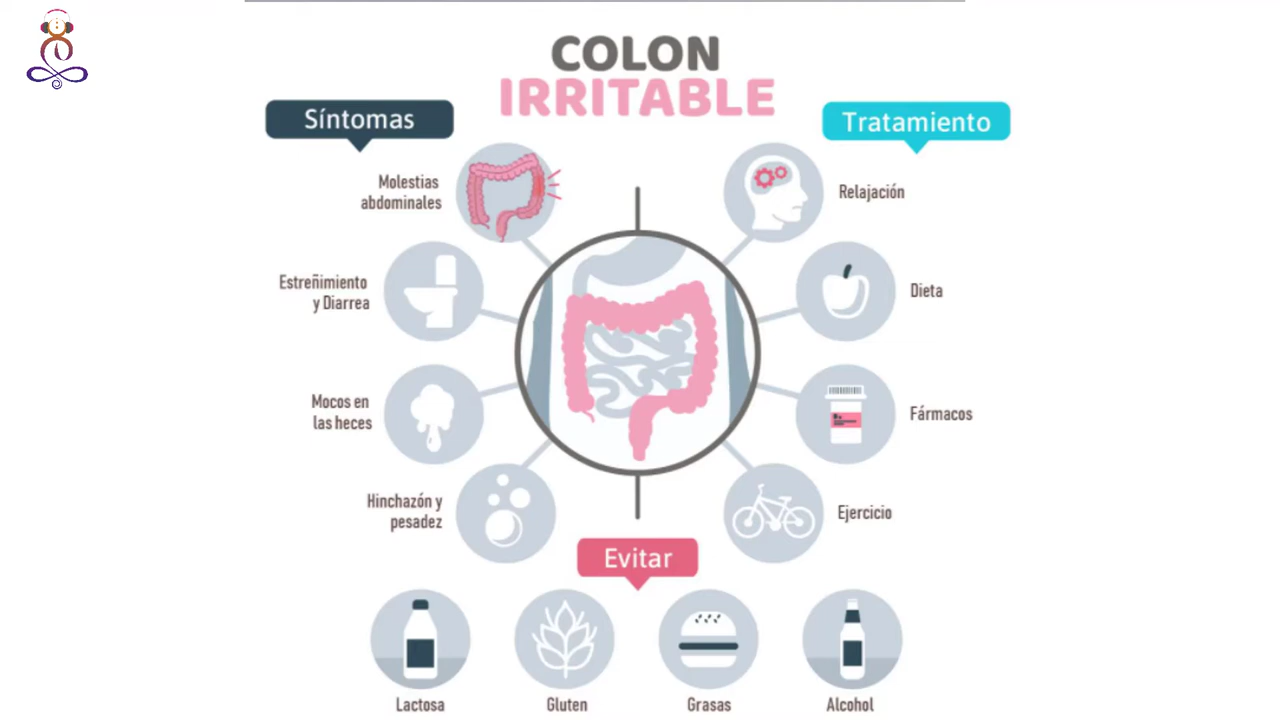 COLON
IRRITABLE
Síntomas
Molestias
abdominales
Estreñimiento
y Diarrea
Mocos en
las heces
Hinchazón y
pesadez
Tratamiento
Relajación
Dieta
Fármacos
Ejercicio
Evitar
Lactosa
Gluten
Grasas
Alcohol